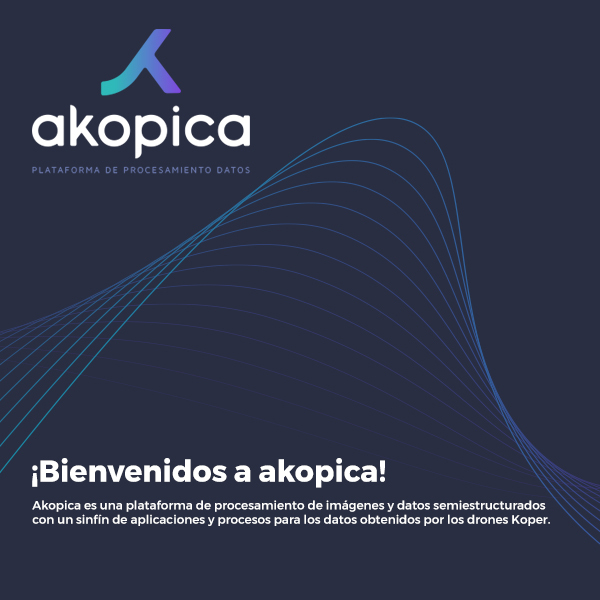 akopica
PLATAFORMA DE PROCESAMIENTO DATOS
¡Bienvenidos a akopica!
Akopica es una plataforma de procesamiento de imágenes y datos semiestructurados
con un sinfín de aplicaciones y procesos para los datos obtenidos por los drones Koper.